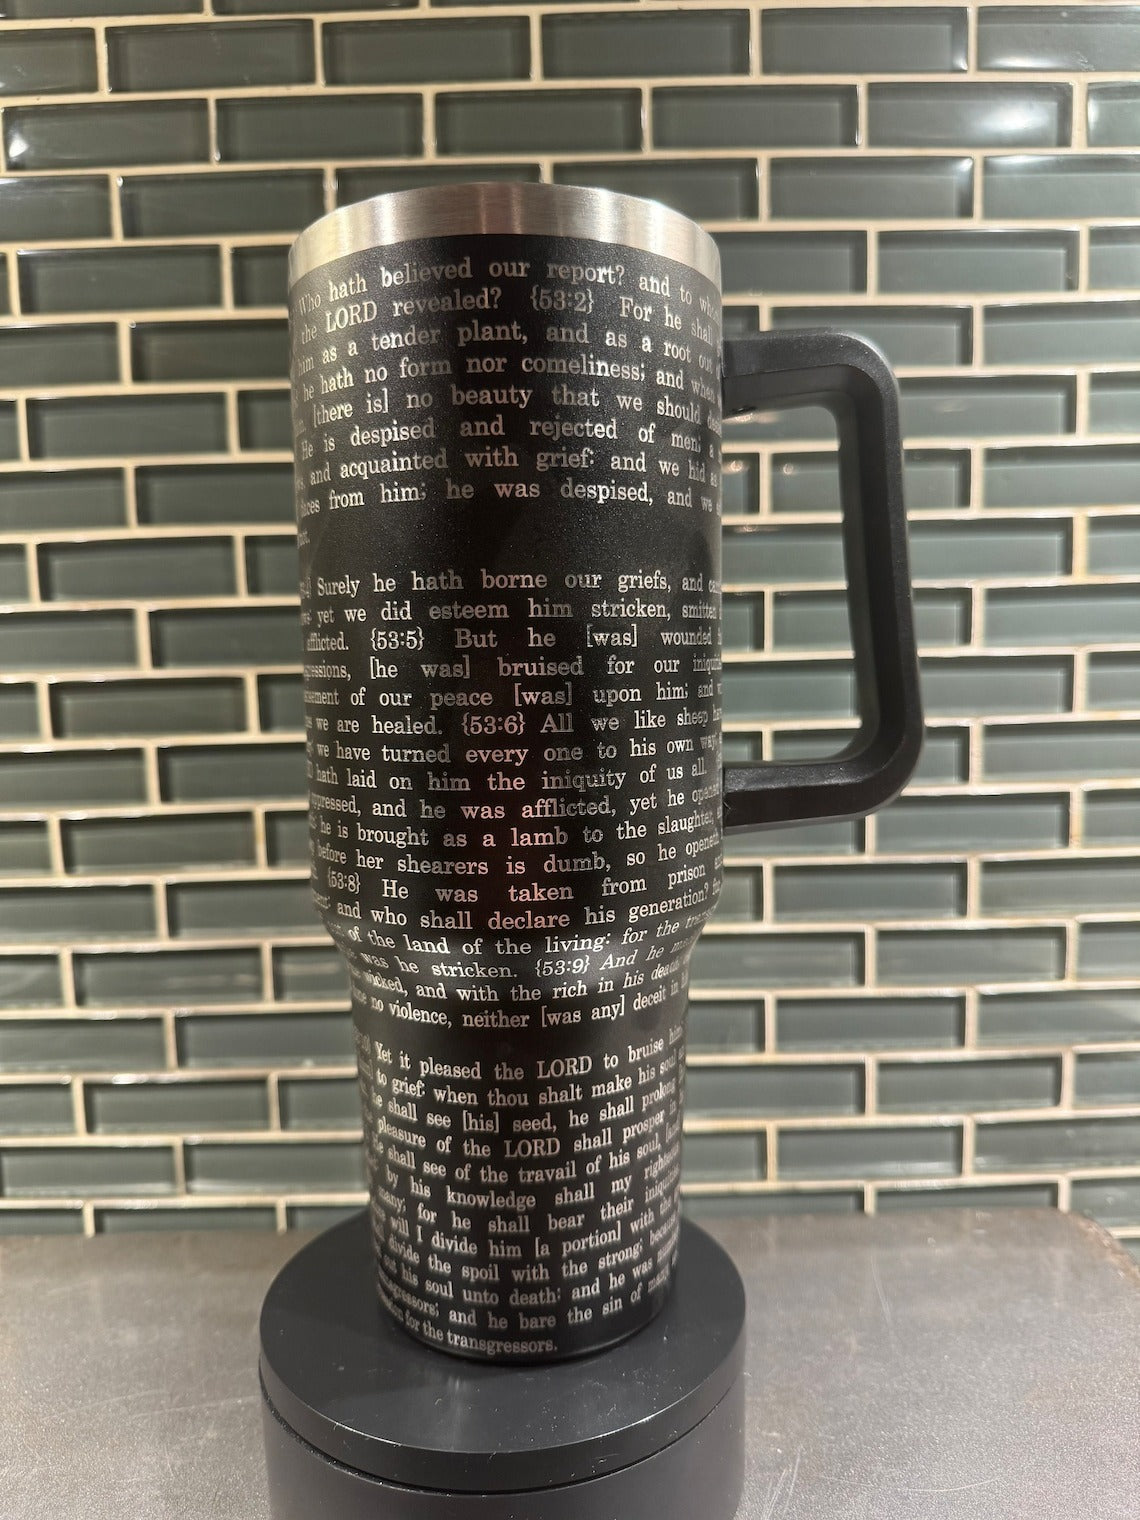 Who hath believed our report? and to
the LORD revealed? {53:2} For he shall
him as a tender plant, and as a root out
he hath no form nor comeliness; and when
[there is] no beauty that we should
He is despised and rejected of men; a
and acquainted with grief: and we hid as
faces from him; he was despised, and we
Surely he hath borne our griefs, and
yet we did esteem him stricken, smitten
afflicted. {53:5} But he [was] wounded
[he was] bruised for our
of our peace [was] upon him; and
we are healed. {53:6} All we like sheep
we have turned every one to his own way;
hath laid on him the iniquity of us all.
and he was afflicted, yet he opened
he is brought as a lamb to the slaughter,
before her shearers is dumb, so he openeth
{53:8} He was taken from prison
and who shall declare his generation?
of the land of the living: for the
was he stricken. {53:9} And he
wicked, and with the rich in his death;
no violence, neither [was any] deceit in
Yet it pleased the LORD to bruise
to grief: when thou shalt make his soul
he shall see [his] seed, he shall prolong
pleasure of the LORD shall prosper in
shall see of the travail of his soul,
by his knowledge shall my
many, for he shall bear their
will I divide him [a portion] with the
divide the spoil with the strong;
out his soul unto death: and he was
and he bare the sin of many
for the transgressors.